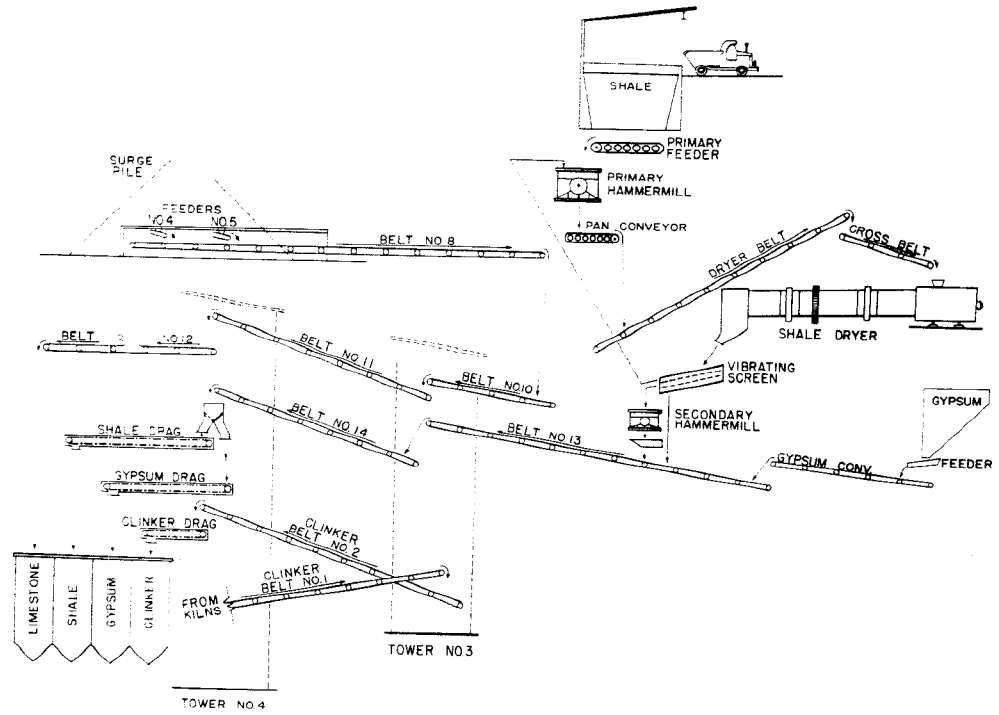 SHALE
PRIMARY
FEEDER
SURGE
PILE
PRIMARY
HAMMERMILL
FEEDERS
NO.4
NO.5
BELT NO.8
PAN CONVEYOR
DRYER BELT
CROSS BELT
SHALE DRYER
BELT
NO.12
BELT NO.11
BELT NO.10
VIBRATING
SCREEN
GYPSUM
SECONDARY
HAMMERMILL
BELT NO.14
BELT NO.13
SHALE DRAG
GYPSUM CONV.
FEEDER
GYPSUM DRAG
CLINKER DRAG
CLINKER
BELT NO.2
CLINKER
BELT NO.1
FROM
KILNS
LIMESTONE
SHALE
GYPSUM
CLINKER
TOWER NO.3
TOWER NO.4